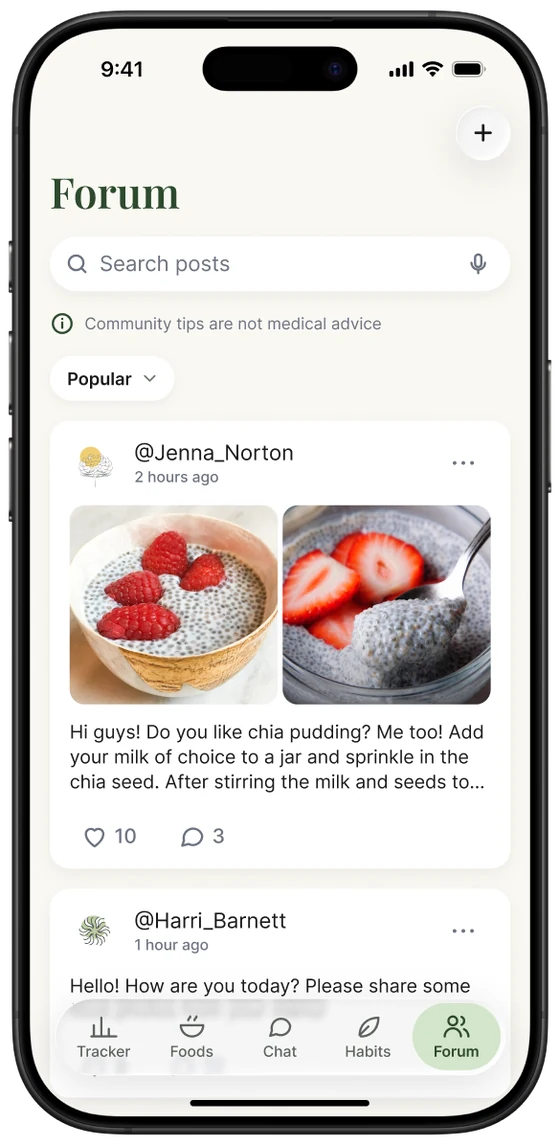 9:41
Forum
Search posts
Community tips are not medical advice
Popular
@Jenna_Norton
2 hours ago
Hi guys! Do you like chia pudding? Me too! Add
your milk of choice to a jar and sprinkle in the
chia seed. After stirring the milk and seeds to...
10 3
@Harri_Barnett
1 hour ago
Hello! How are you today? Please share some
Tracker Foods Chat Habits Forum